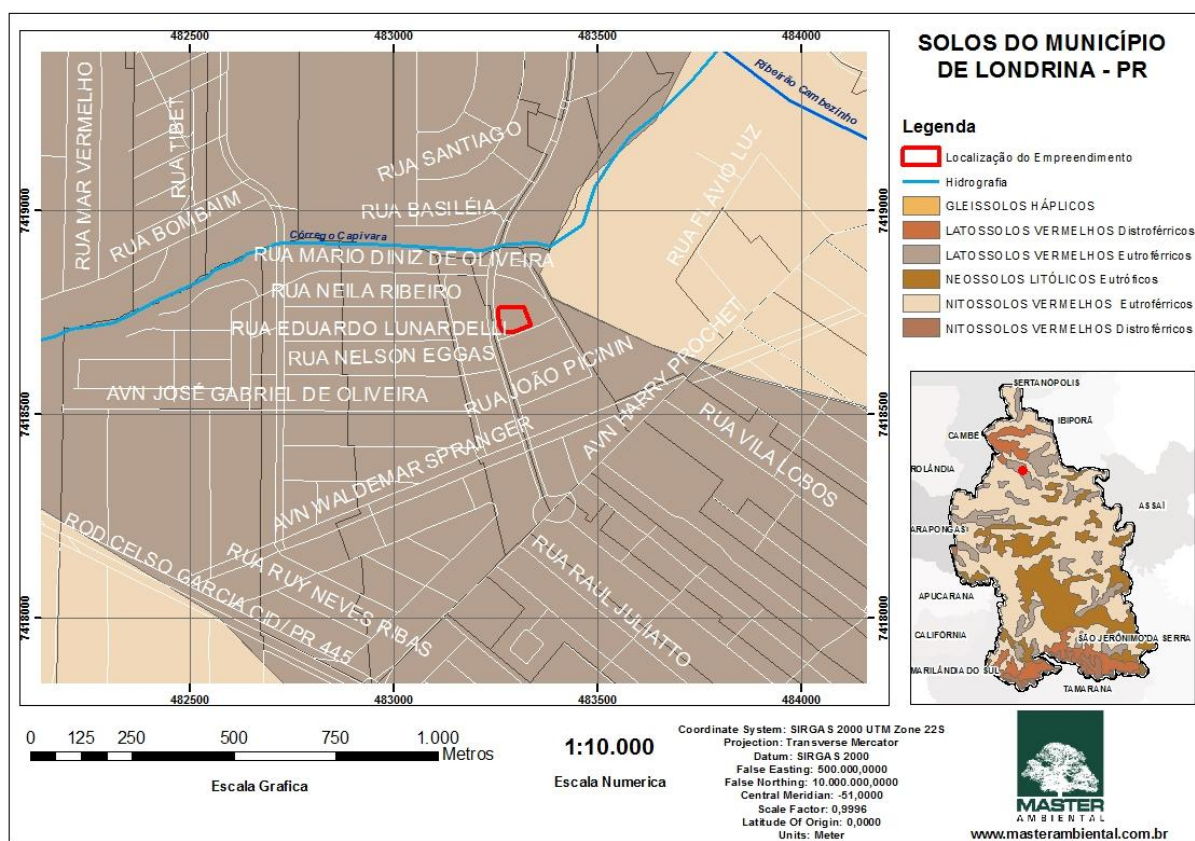 482500
483000
483500
484000
7419000
7418500
7418000
7419000
7418500
7418000
482500
483000
483500
484000
RUA MAR VERMELHO
RUA TIBET
RUA BOMBAIM
RUA SANTIAGO
RUA BASILÉIA
Córrego Capivara
Ribeirão Cambezinho
RUA FLÁVIO LUZ
RUA MARIO DINIZ DE OLIVEIRA
RUA NEILA RIBEIRO
RUA EDUARDO LUNARDELLI
RUA NELSON EGGAS
AVN JOSÉ GABRIEL DE OLIVEIRA
RUA JOÃO PICININ
AVN HARRY PROCHET
RUA VILA LOBOS
AVN WALDEMAR SPRANGER
ROD CELSO GARCIA CID/ PR 445
RUA RUY NEVES RIBAS
RUA RAUL JULIATTO
SOLOS DO MUNICÍPIO
DE LONDRINA - PR
Legenda
Localização do Empreendimento
Hidrografia
GLEISSOLOS HÁPLICOS
LATOSSOLOS VERMELHOS Distroférricos
LATOSSOLOS VERMELHOS Eutroférricos
NEOSSOLOS LITÓLICOS Eutróficos
NITOSSOLOS VERMELHOS Eutroférricos
NITOSSOLOS VERMELHOS Distroférricos
SERTANÓPOLIS
IBIPORÃ
CAMBÉ
ROLÂNDIA
ASSAÍ
ARAPONGAS
APUCARANA
CALIFÓRNIA
SÃO JERÔNIMO DA SERRA
MARILÂNDIA DO SUL
TAMARANA
0 125 250 500 750 1.000
Metros
Escala Grafica
1:10.000
Escala Numerica
Coordinate System: SIRGAS 2000 UTM Zone 22S
Projection: Transverse Mercator
Datum: SIRGAS 2000
False Easting: 500.000,0000
False Northing: 10.000.000,0000
Central Meridian: -51,0000
Scale Factor: 0,9996
Latitude Of Origin: 0,0000
Units: Meter
MASTER
AMBIENTAL
www.masterambiental.com.br